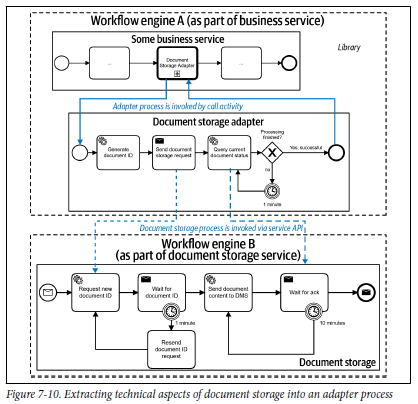 Workflow engine A (as part of business service)
Some business service
Library
...
Document
Storage Adapter
...
Adapter process is invoked by call activity
Document storage adapter
Processing
finished?
Generate
document ID
Send document
storage request
Query current
document status
Yes, successful
no
1 minute
Document storage process is invoked via service API
Workflow engine B
(as part of document storage service)
Request new
document ID
Wait for
document ID
Send document
content to DMS
Wait for ack
1 minute
10 minutes
Resend
document ID
request
Document storage
Figure 7-10. Extracting technical aspects of document storage into an adapter process